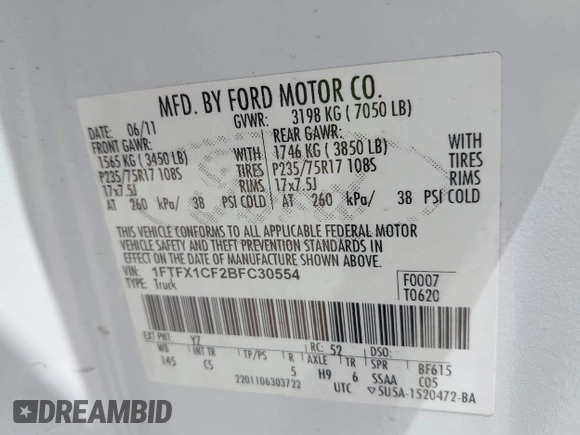 MFD. BY FORD MOTOR CO.
DATE: 06/11 GVWR: 3198 KG ( 7050 LB)
FRONT GAWR: REAR GAWR:
1565 KG ( 3450 LB) WITH 1746 KG ( 3850 LB) WITH
P235/75R17 108S TIRES P235/75R17 108S TIRES
17x7.5J RIMS 17x7.5J RIMS
AT 260 kPa/ 38 PSI COLD AT 260 kPa/ 38 PSI COLD
THIS VEHICLE CONFORMS TO ALL APPLICABLE FEDERAL MOTOR
VEHICLE SAFETY AND THEFT PREVENTION STANDARDS
IN EFFECT ON THE DATE OF MANUFACTURE SHOWN ABOVE.
VIN: 1FTFX1CF2BFC30554 F0007
TYPE: Truck T0620
EXT PNT: YZ RC: 52 DSO:
WB INT TR TP/PS R AXLE TR SPR BF615
145 CS 5 H9 6 SSAA C05
2201106303722 UTC ▽5U5A-1520472-BA
DREAMBID